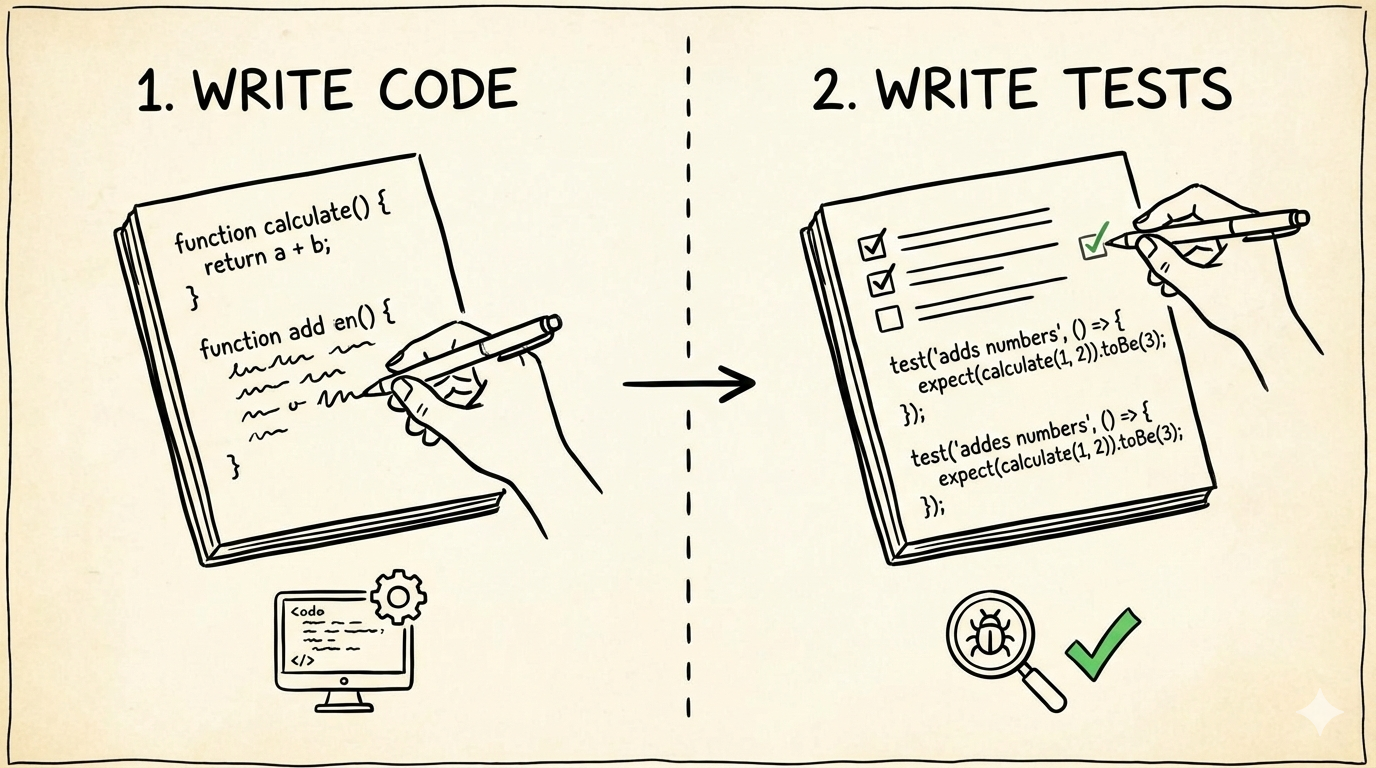 1. WRITE CODE
function calculate() {
return a + b;
}
function add en() {
}
<odo
</>
2. WRITE TESTS
test('adds numbers', () => {
expect(calculate(1, 2)).toBe(3);
});
test('addes numbers', () => {
expect(calculate(1, 2)).toBe(3);
});